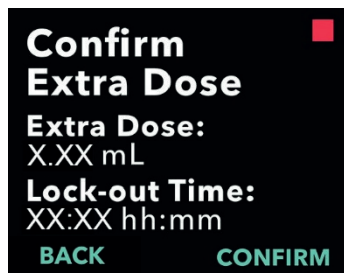 Confirm
Extra Dose
Extra Dose:
X.XX mL
Lock-out Time:
XX:XX hh:mm
BACK CONFIRM